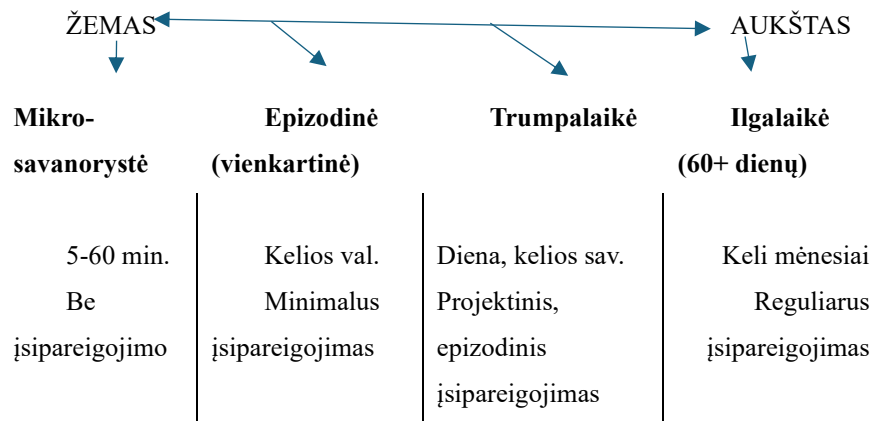 ŽEMAS AUKŠTAS
Mikro- Epizodinė Trumpalaikė Ilgalaikė
savanorystė (vienkartinė) (60+ dienų)
5-60 min. Kelios val. Diena, kelios sav. Keli mėnesiai
Be Minimalus Projektinis, Reguliarus
įsipareigojimo įsipareigojimas epizodinis įsipareigojimas
įsipareigojimas